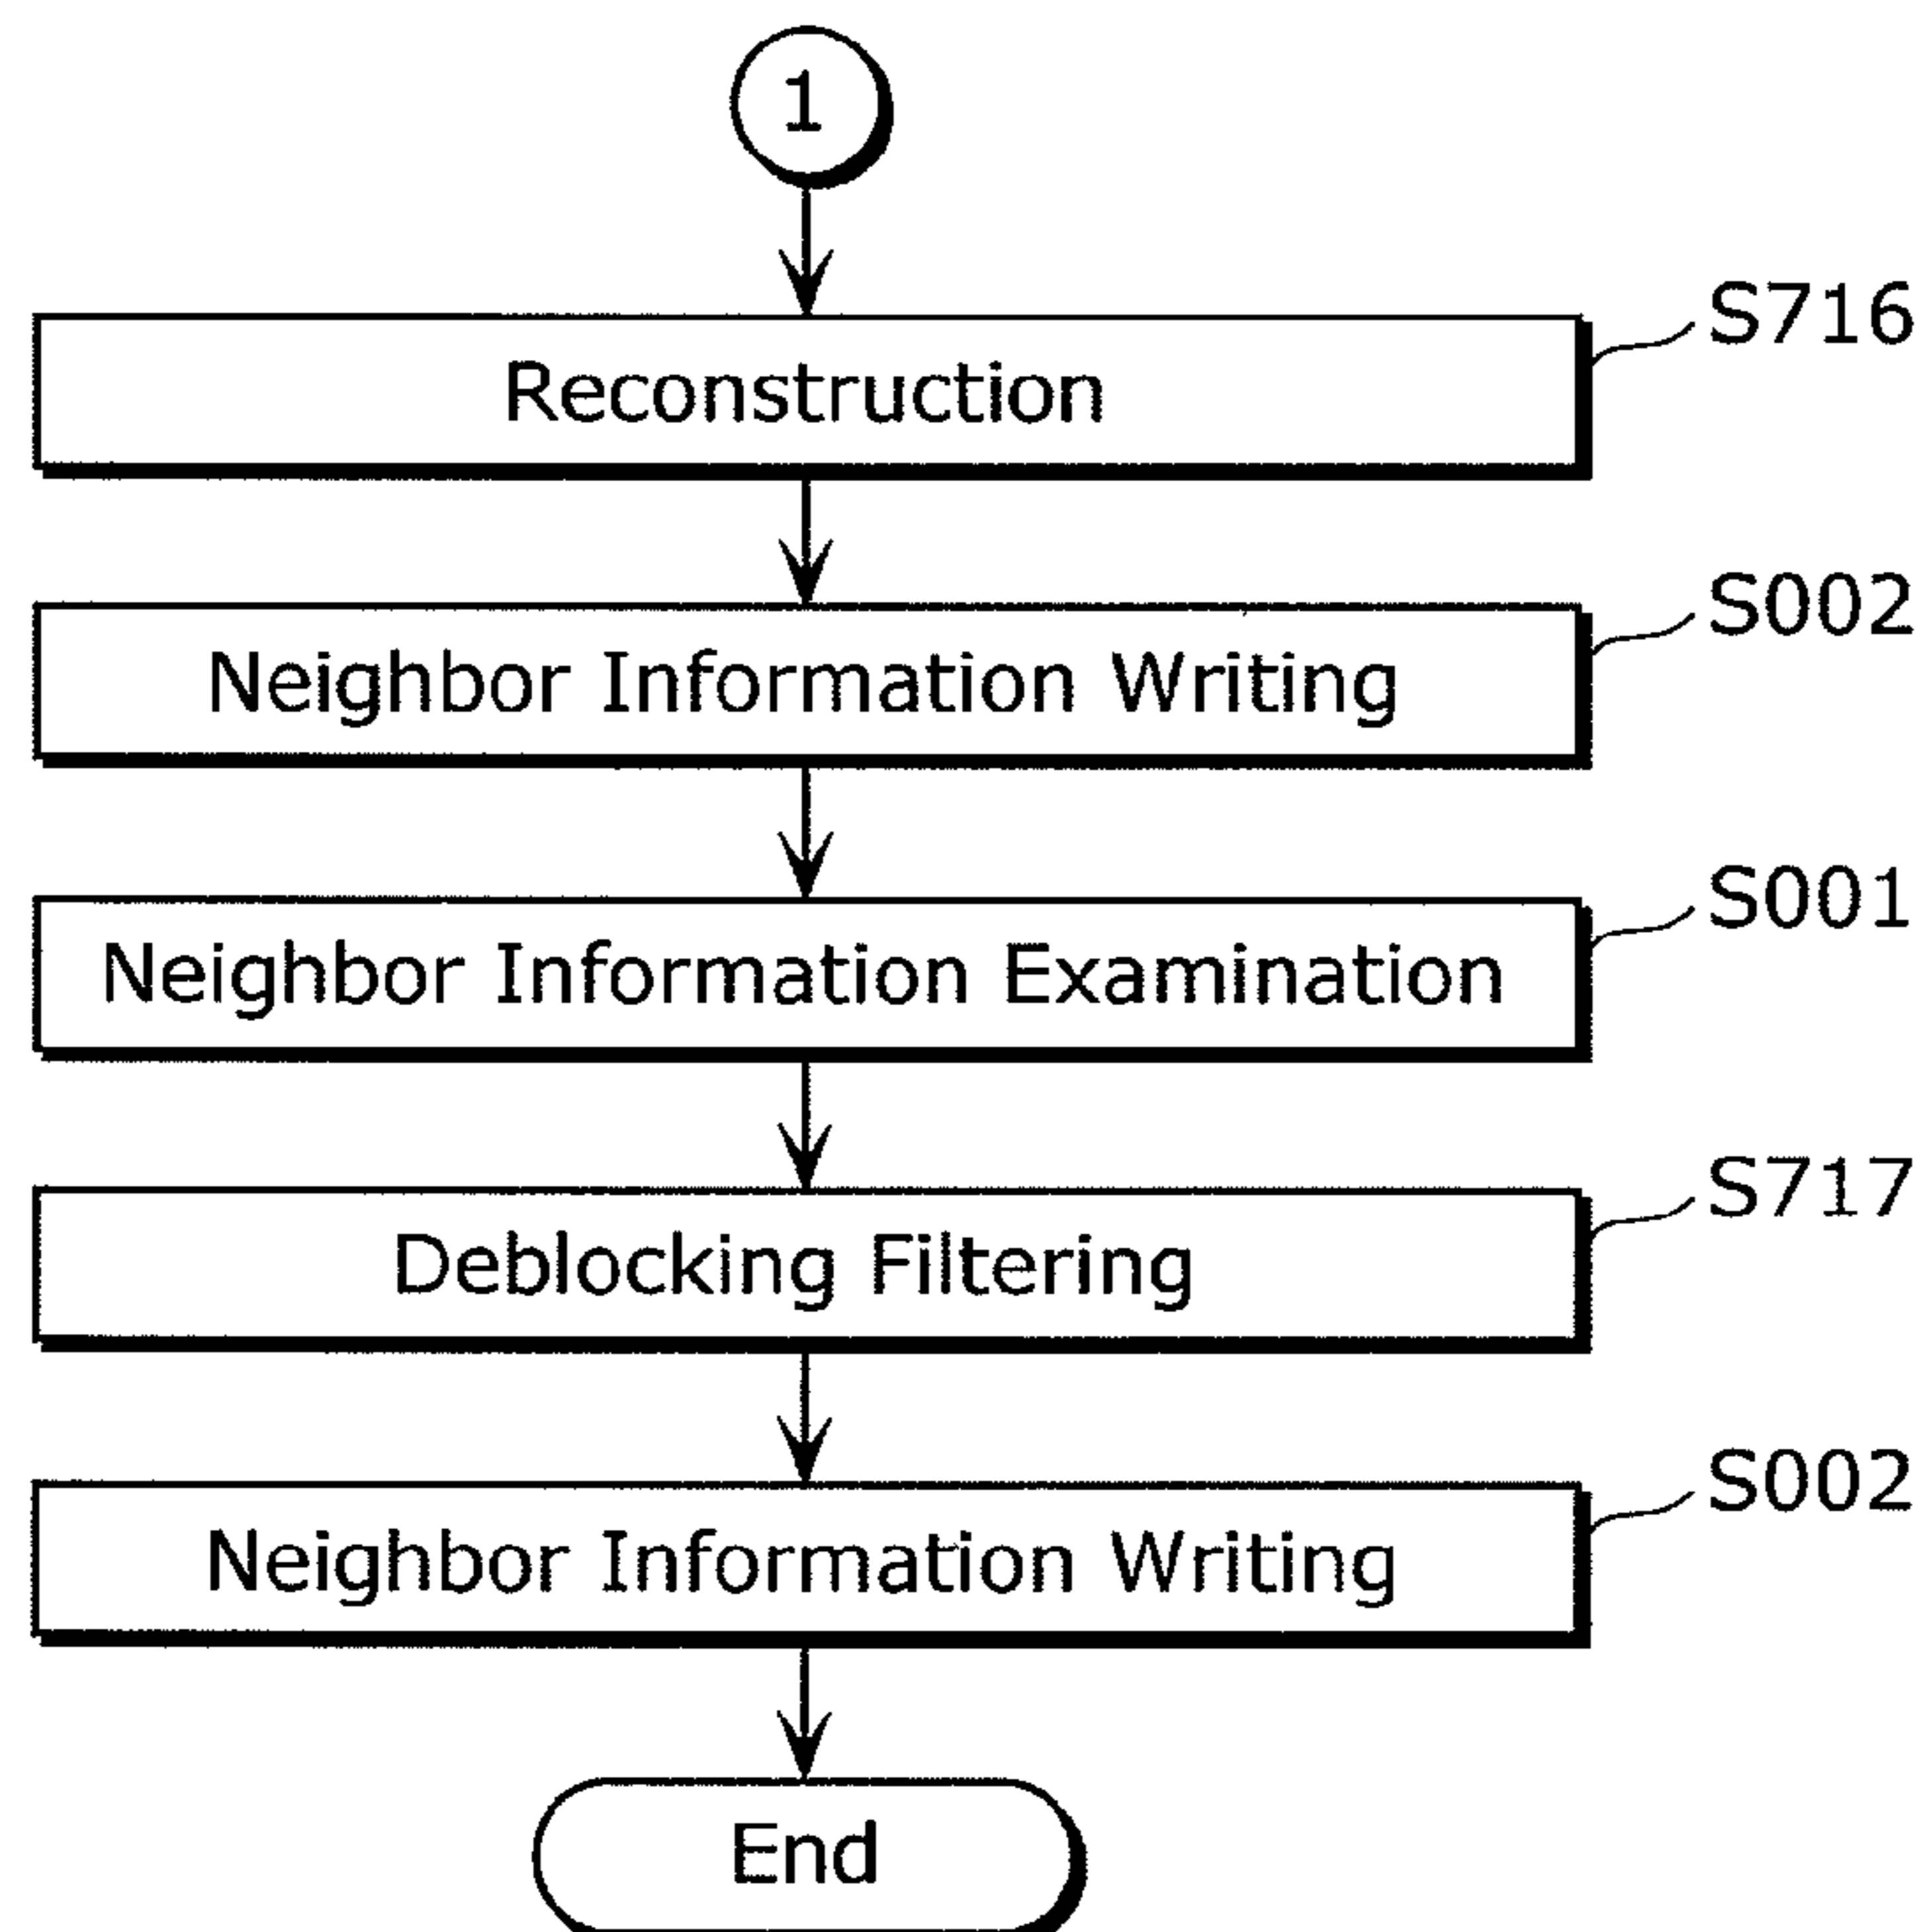 1
Reconstruction
S716
Neighbor Information Writing
S002
Neighbor Information Examination
S001
Deblocking Filtering
S717
Neighbor Information Writing
S002
End